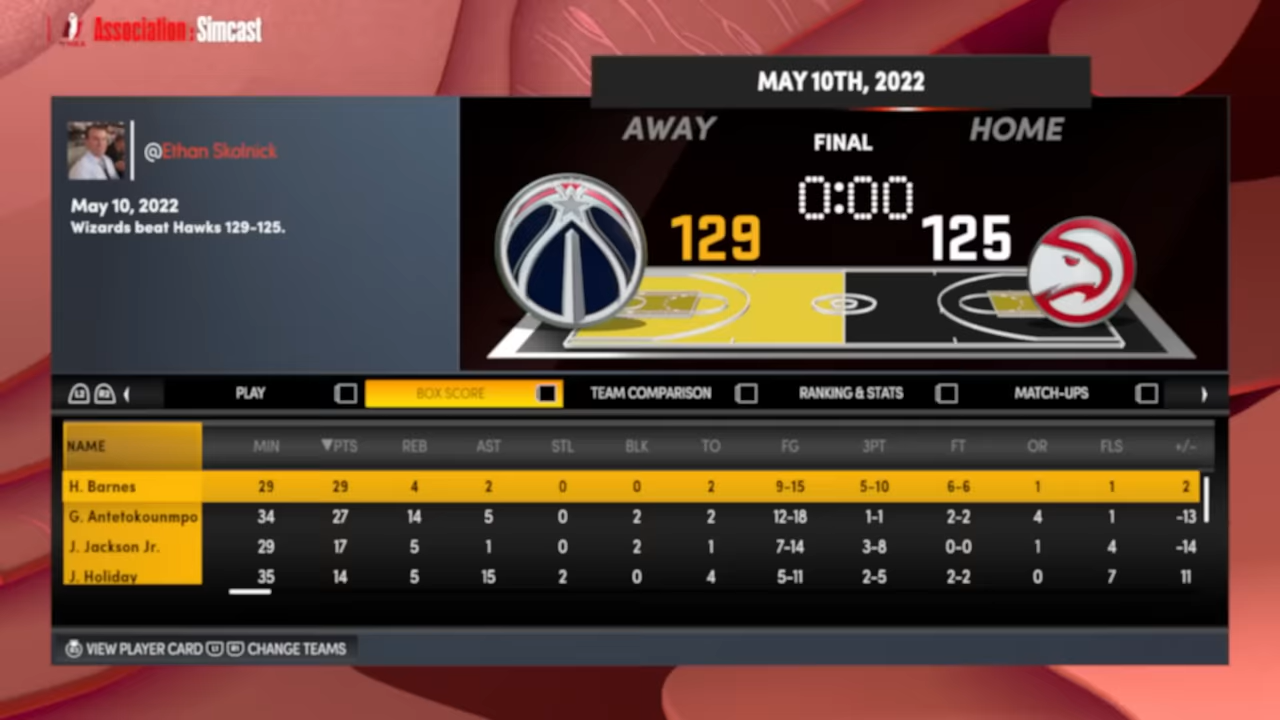 Association: Simcast
MAY 10TH, 2022
@Ethan Skolnick
May 10, 2022
Wizards beat Hawks 129-125.
AWAY
FINAL
HOME
0:00
129
125
L2 R2 PLAY BOX SCORE TEAM COMPARISON RANKING & STATS MATCH-UPS
NAME MIN ▼PTS REB AST STL BLK TO FG 3PT FT OR FLS +/-
H. Barnes 29 29 4 2 0 0 2 9-15 5-10 6-6 1 1 2
G. Antetokounmpo 34 27 14 5 0 2 2 12-18 1-1 2-2 4 1 -13
J. Jackson Jr. 29 17 5 1 0 2 1 7-14 3-8 0-0 1 4 -14
J. Holiday 35 14 5 15 2 0 4 5-11 2-5 2-2 0 7 11
VIEW PLAYER CARD L1 R1 CHANGE TEAMS